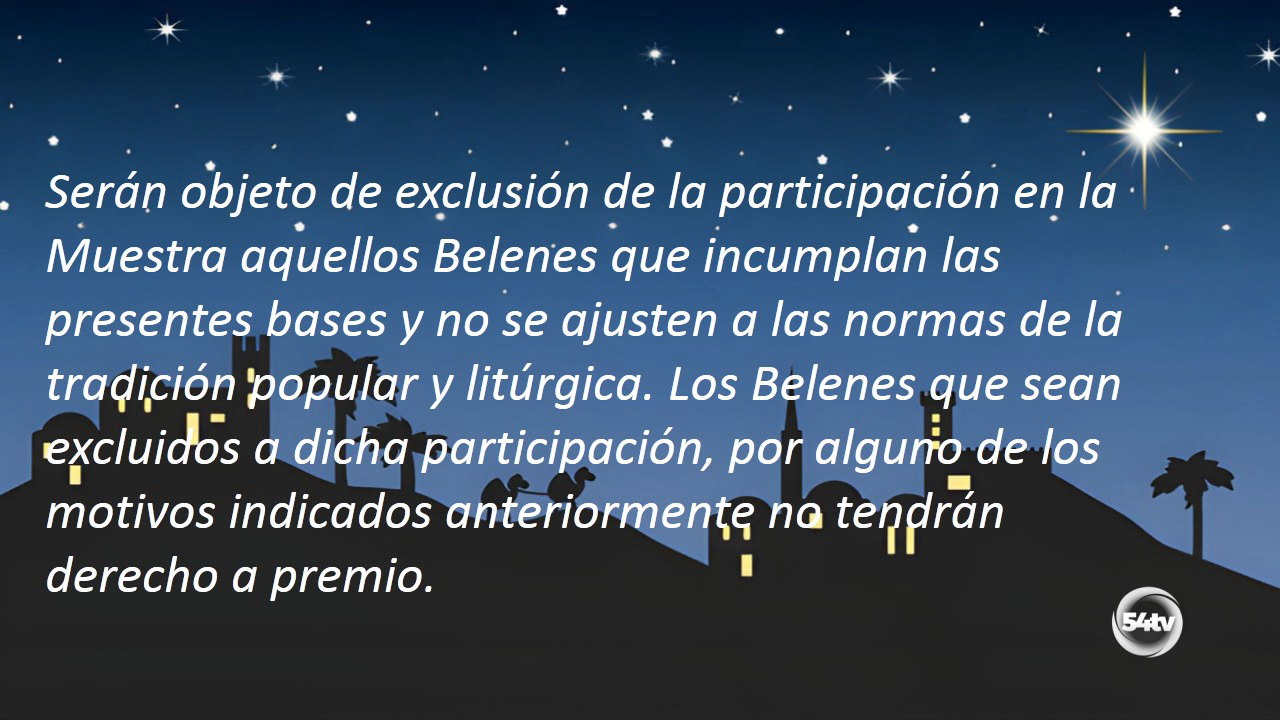 Serán objeto de exclusión de la participación en la
Muestra aquellos Belenes que incumplan las
presentes bases y no se ajusten a las normas de la
tradición popular y litúrgica. Los Belenes que sean
excluidos a dicha participación, por alguno de los
motivos indicados anteriormente no tendrán
derecho a premio.
54tv